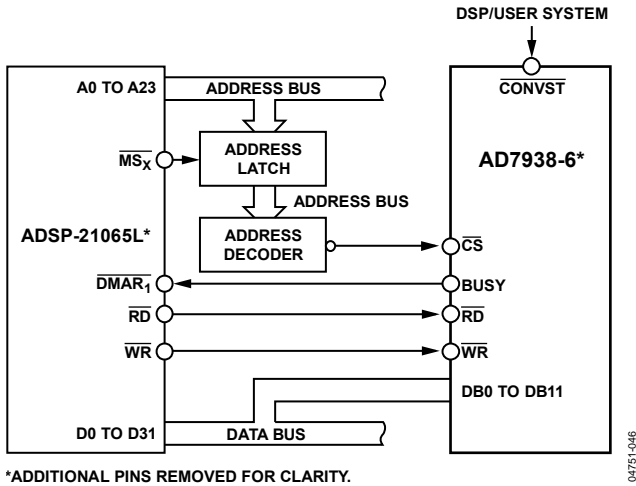 DSP/USER SYSTEM
A0 TO A23
ADDRESS BUS
CONVST
MSX
ADDRESS
LATCH
AD7938-6*
ADDRESS BUS
ADSP-21065L*
ADDRESS
DECODER
CS
DMAR1
BUSY
RD
RD
WR
WR
DB0 TO DB11
D0 TO D31
DATA BUS
*ADDITIONAL PINS REMOVED FOR CLARITY.
04751-046